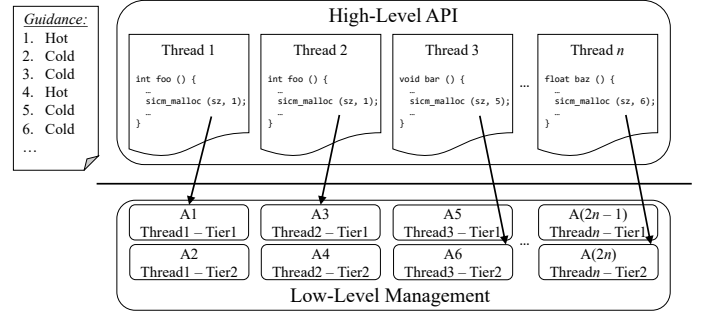 Guidance:
1. Hot
2. Cold
3. Cold
4. Hot
5. Cold
6. Cold
…
High-Level API
Thread 1
int foo () {
…
sicm_malloc (sz, 1);
…
}
Thread 2
int foo () {
…
sicm_malloc (sz, 1);
…
}
Thread 3
void bar () {
…
sicm_malloc (sz, 5);
…
}
...
Thread n
float baz () {
…
sicm_malloc (sz, 6);
…
}
A1
Thread1 – Tier1
A3
Thread2 – Tier1
A5
Thread3 – Tier1
A(2n – 1)
Threadn – Tier1
A2
Thread1 – Tier2
A4
Thread2 – Tier2
A6
Thread3 – Tier2
...
A(2n)
Threadn – Tier2
Low-Level Management